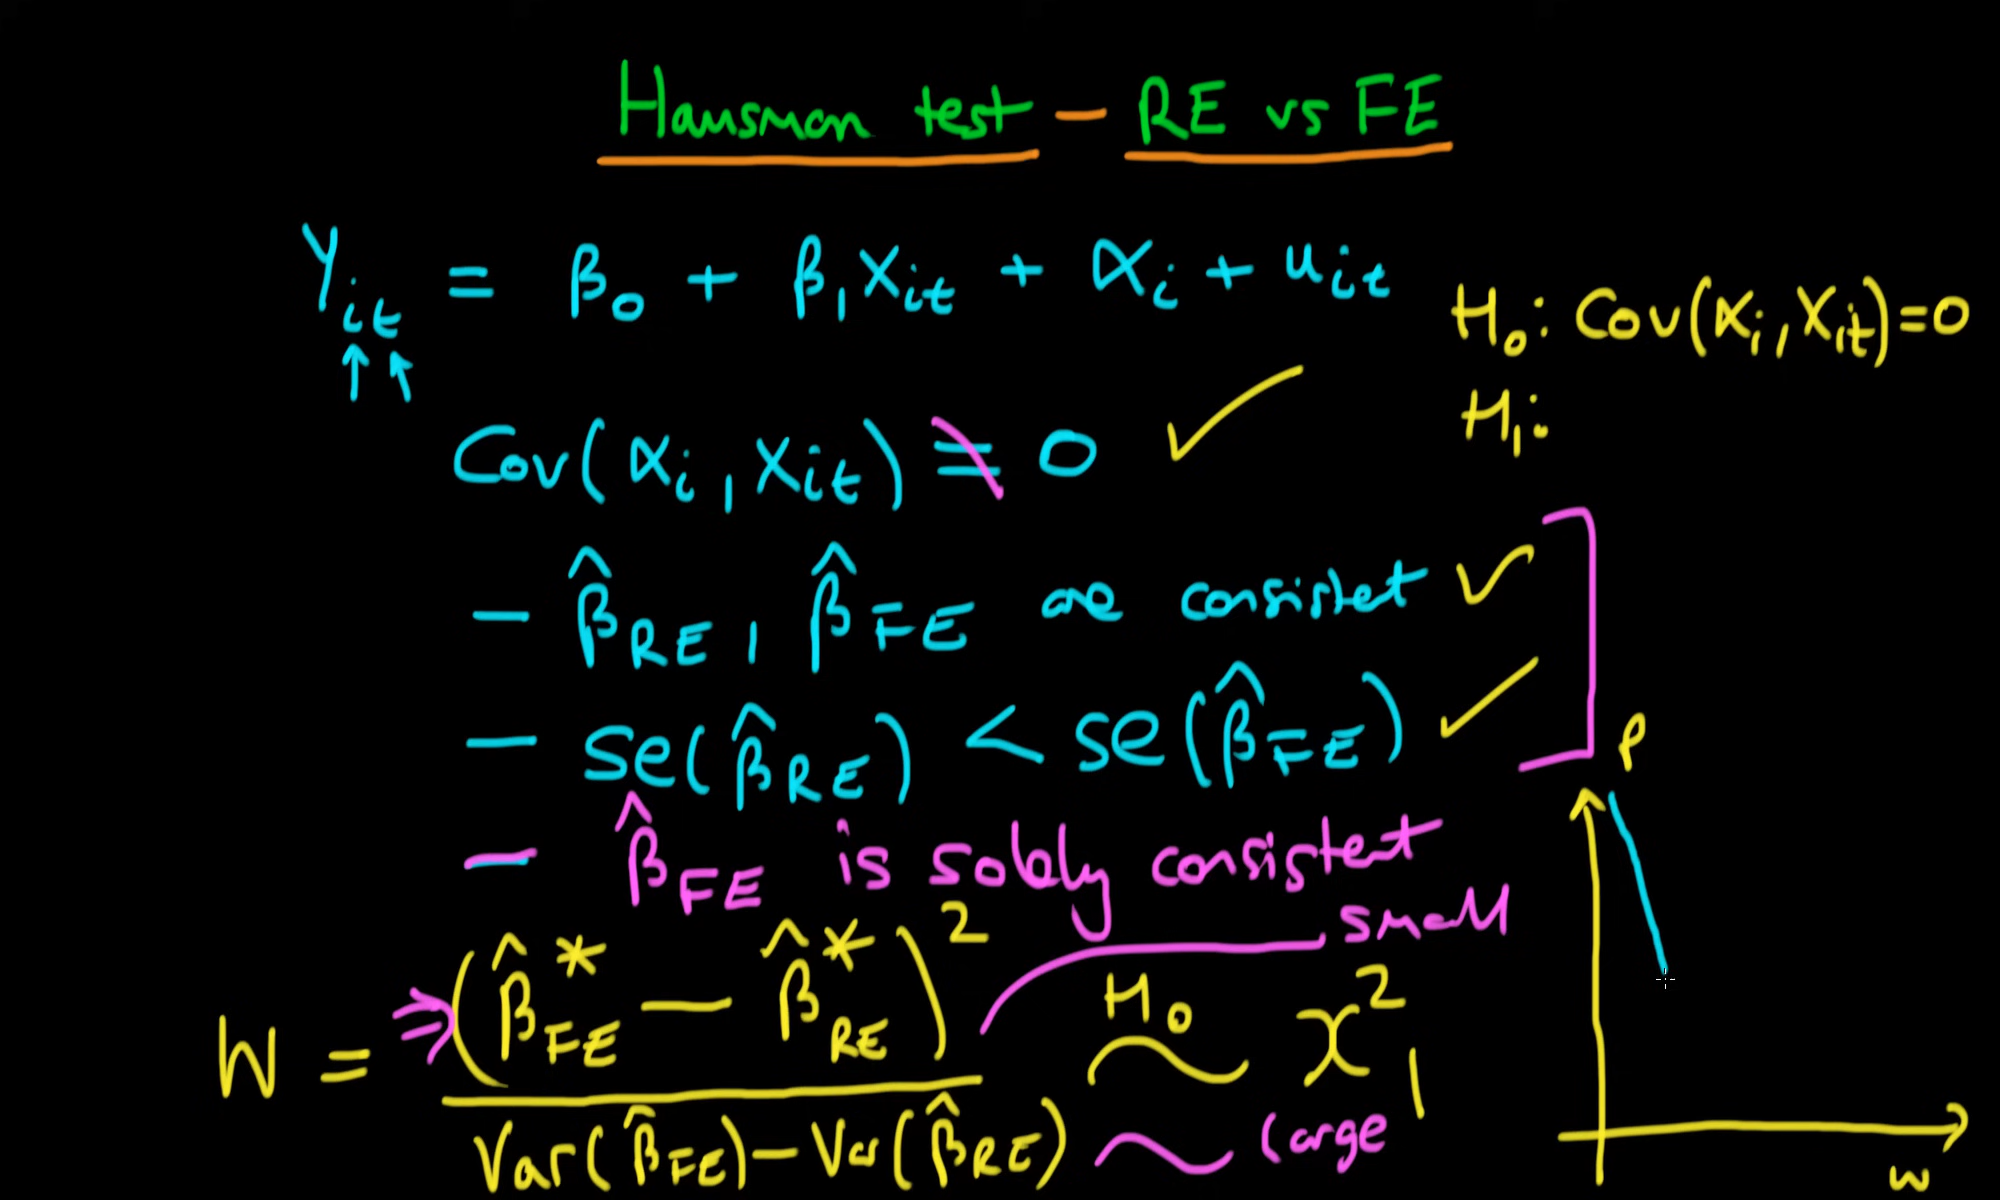 Hausman test - RE vs FE
Yit = β0 + β1Xit + αi + uit
H0: Cov(αi, Xit)=0
H1:
Cov(αi, Xit) ≠ 0 ✓
- β̂RE, β̂FE are consistet ✓
- se(β̂RE) < se(β̂FE) ✓
- β̂FE is solely consistent
small
W = ⇒ (β̂*FE - β̂*RE)² / Var(β̂FE) - Var(β̂RE) H0 ~ χ²1
~ large
P
w